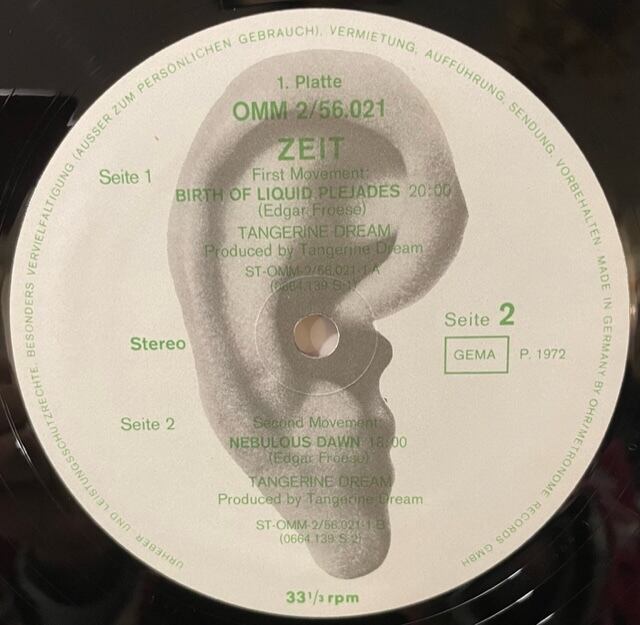 URHEBER UND LEISTUNGSSCHUTZRECHTE, BESONDERS VERVIELFALTIGUNG (AUSSER ZUM PERSÖNLICHEN GEBRAUCH), VERMIETUNG, AUFFÜHRUNG, SENDUNG, VORBEHALTEN · MADE IN GERMANY BY OHR/METRONOME RECORDS GMBH
1. Platte
OMM 2/56.021
ZEIT
Seite 1
First Movement:
BIRTH OF LIQUID PLEJADES 20:00
(Edgar Froese)
TANGERINE DREAM
Produced by Tangerine Dream
ST-OMM-2/56.021-1-A
(0664.139 S 1)
Stereo
Seite 2
GEMA P. 1972
Seite 2
Second Movement:
NEBULOUS DAWN 18:00
(Edgar Froese)
TANGERINE DREAM
Produced by Tangerine Dream
ST-OMM-2/56.021-1-B
(0664.139 S 2)
33 1/3 rpm